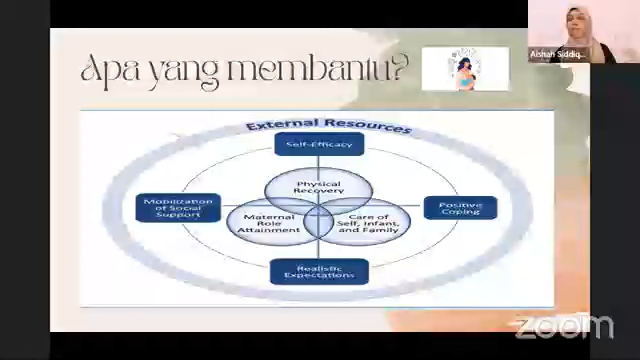 Aishah Siddiq...
Apa yang membantu?
External Resources
Self-Efficacy
Physical
Recovery
Mobilization
of Social
Support
Maternal
Role
Attainment
Care of
Self, Infant,
and Family
Positive
Coping
Realistic
Expectations
zoom